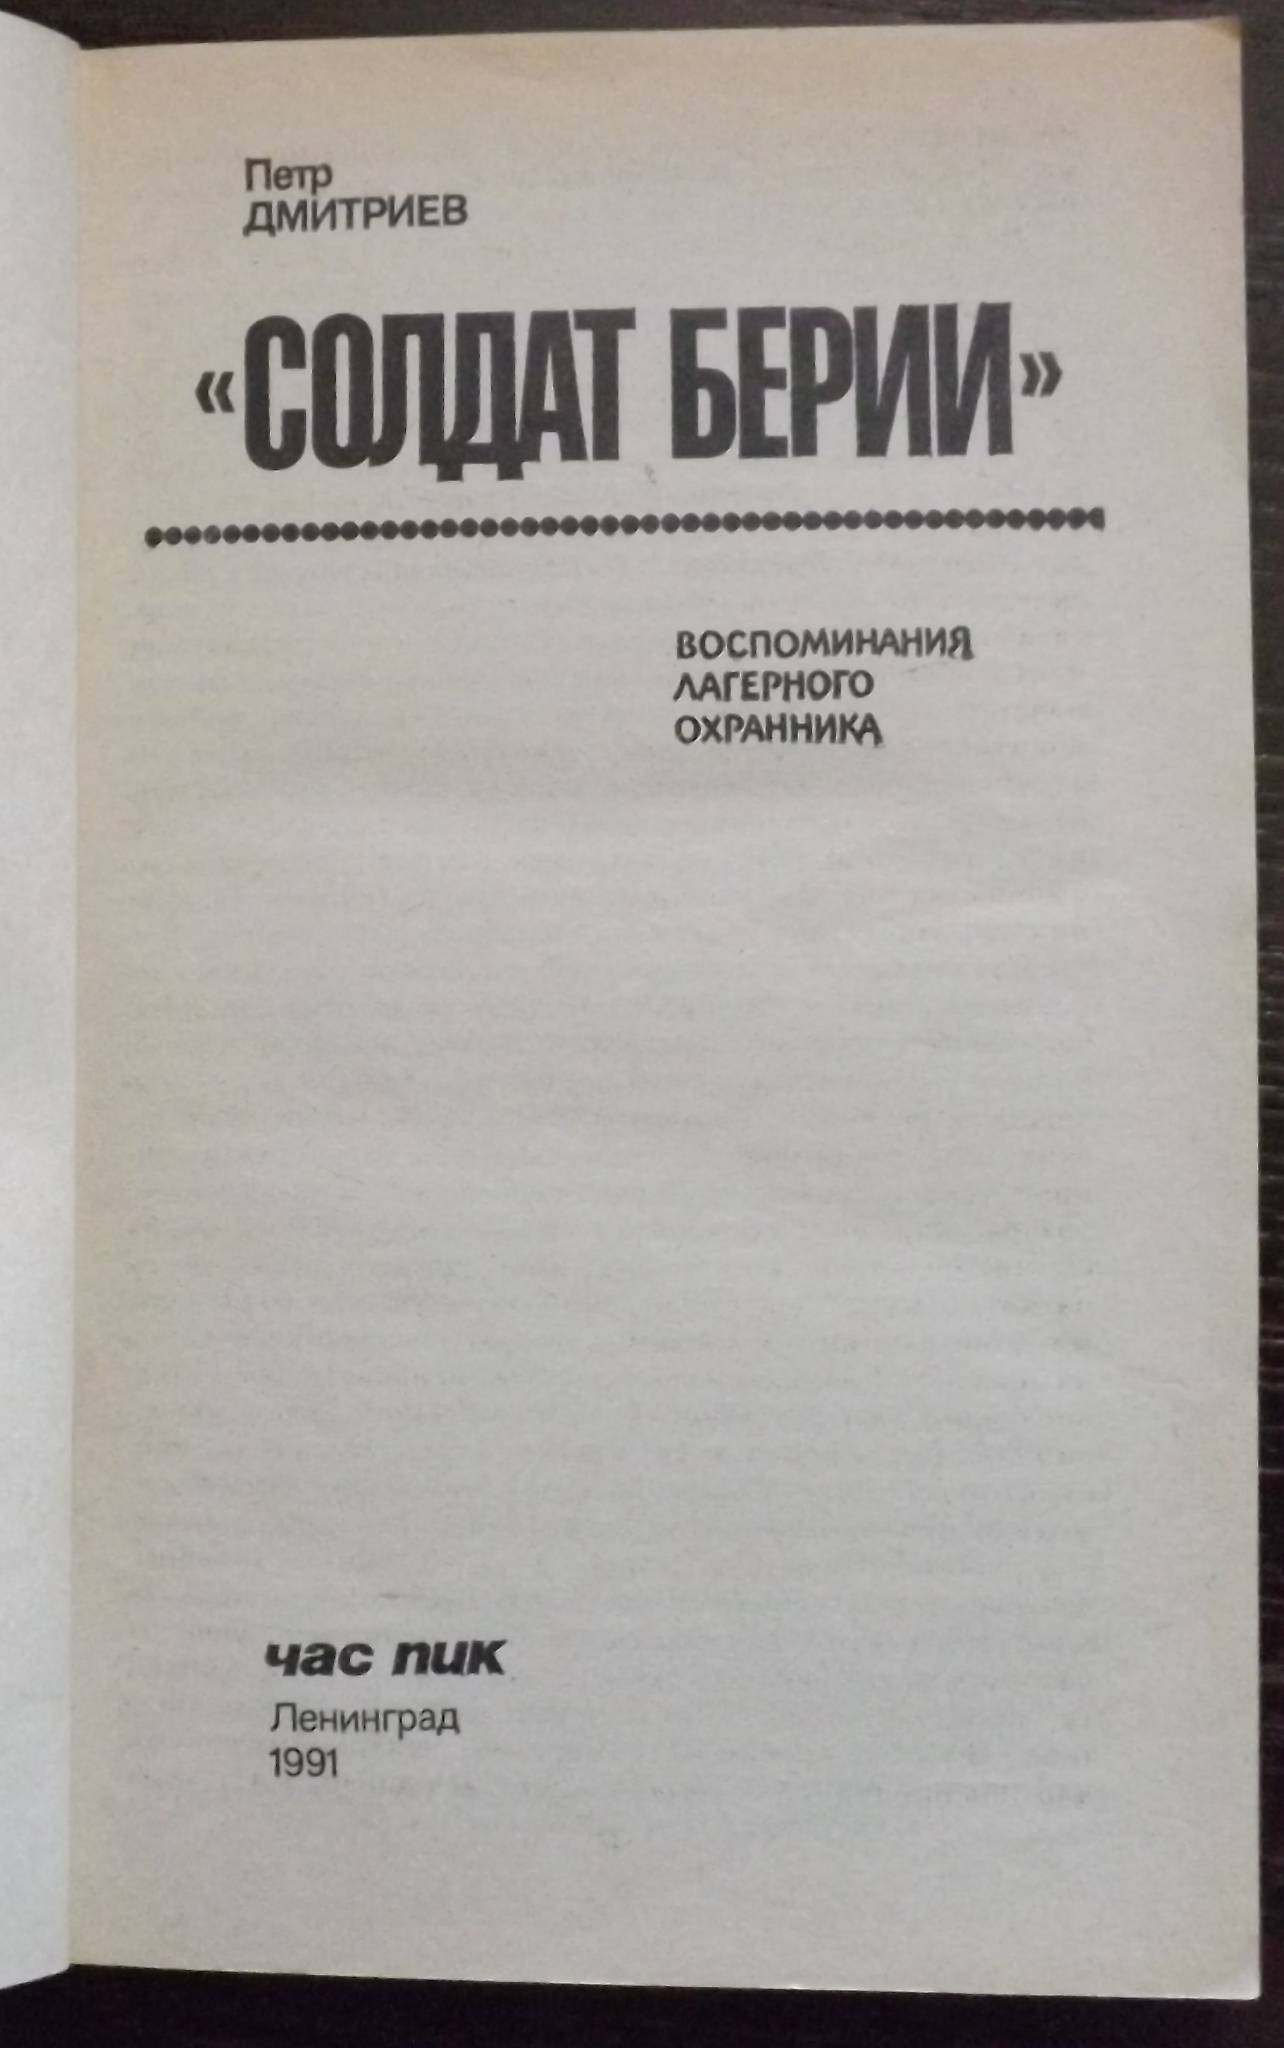 Петр
ДМИТРИЕВ
«СОЛДАТ БЕРИИ»
ВОСПОМИНАНИЯ
ЛАГЕРНОГО
ОХРАННИКА
час пик
Ленинград
1991